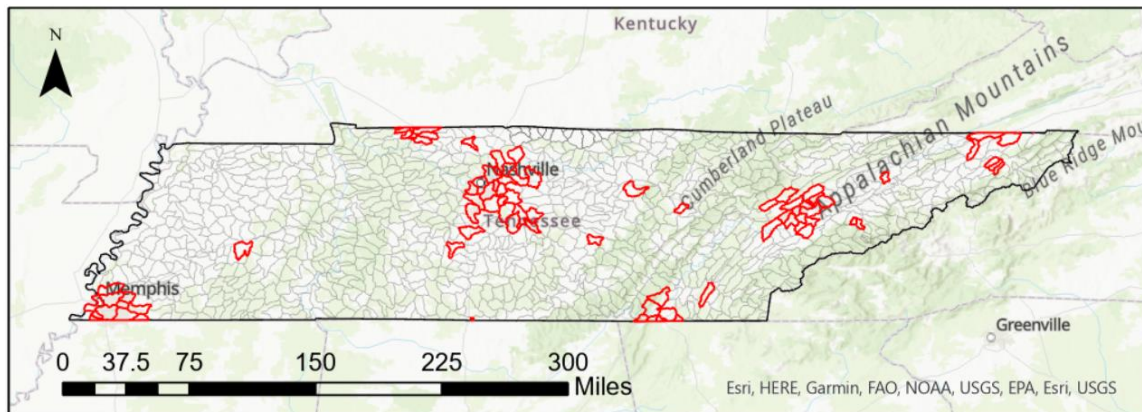 Kentucky
N
Appalachian Mountains
Cumberland Plateau
Nashville
Blue Ridge Mou
Tennessee
Memphis
Greenville
0 37.5 75 150 225 300
Miles
Esri, HERE, Garmin, FAO, NOAA, USGS, EPA, Esri, USGS